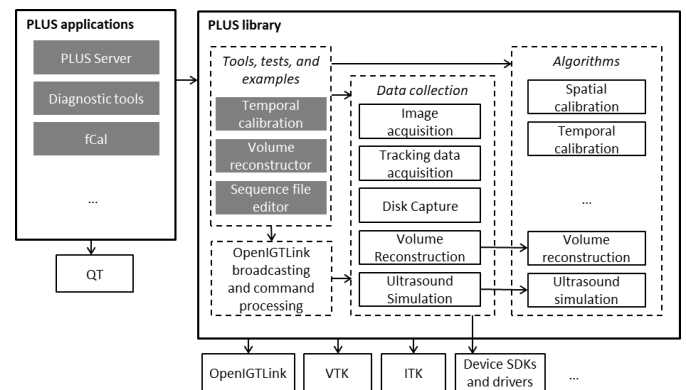 PLUS applications
PLUS Server
Diagnostic tools
fCal
...
QT
PLUS library
Tools, tests, and
examples
Temporal
calibration
Volume
reconstructor
Sequence file
editor
OpenIGTLink
broadcasting
and command
processing
Data collection
Image
acquisition
Tracking data
acquisition
Disk Capture
Volume
Reconstruction
Ultrasound
Simulation
Algorithms
Spatial
calibration
Temporal
calibration
...
Volume
reconstruction
Ultrasound
simulation
OpenIGTLink
VTK
ITK
Device SDKs
and drivers
...